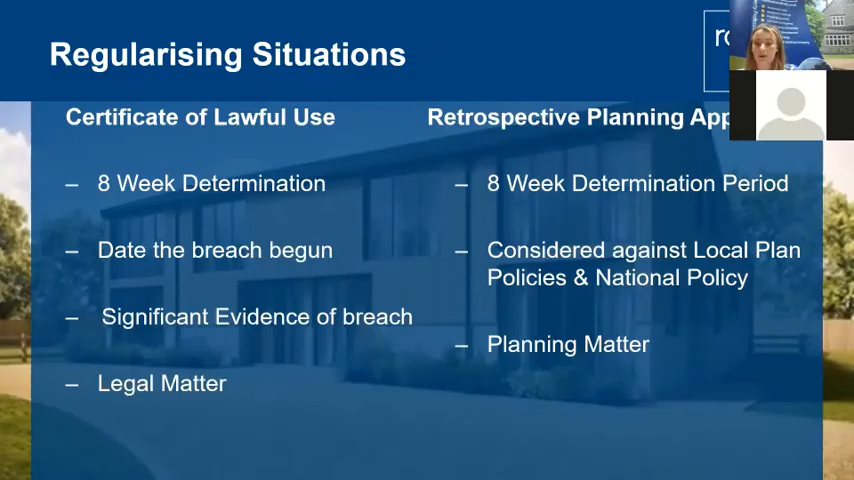 Regularising Situations
Certificate of Lawful Use
– 8 Week Determination
– Date the breach begun
– Significant Evidence of breach
– Legal Matter
Retrospective Planning App
– 8 Week Determination Period
– Considered against Local Plan
Policies & National Policy
– Planning Matter